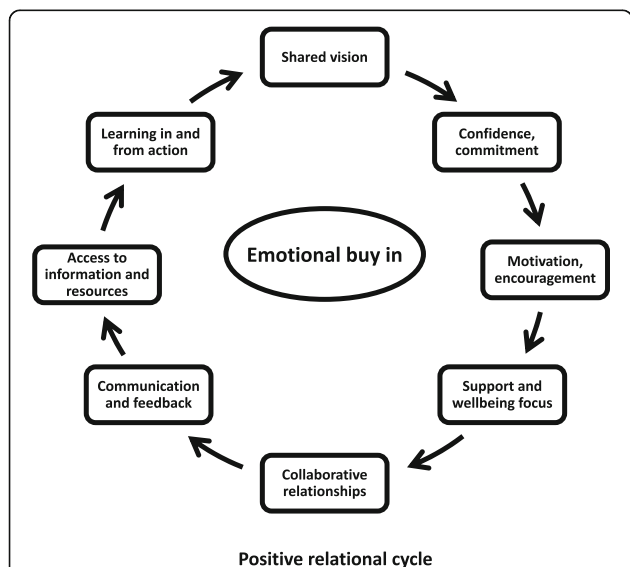 Shared vision
Confidence,
commitment
Motivation,
encouragement
Support and
wellbeing focus
Collaborative
relationships
Communication
and feedback
Access to
information and
resources
Learning in and
from action
Emotional buy in
Positive relational cycle